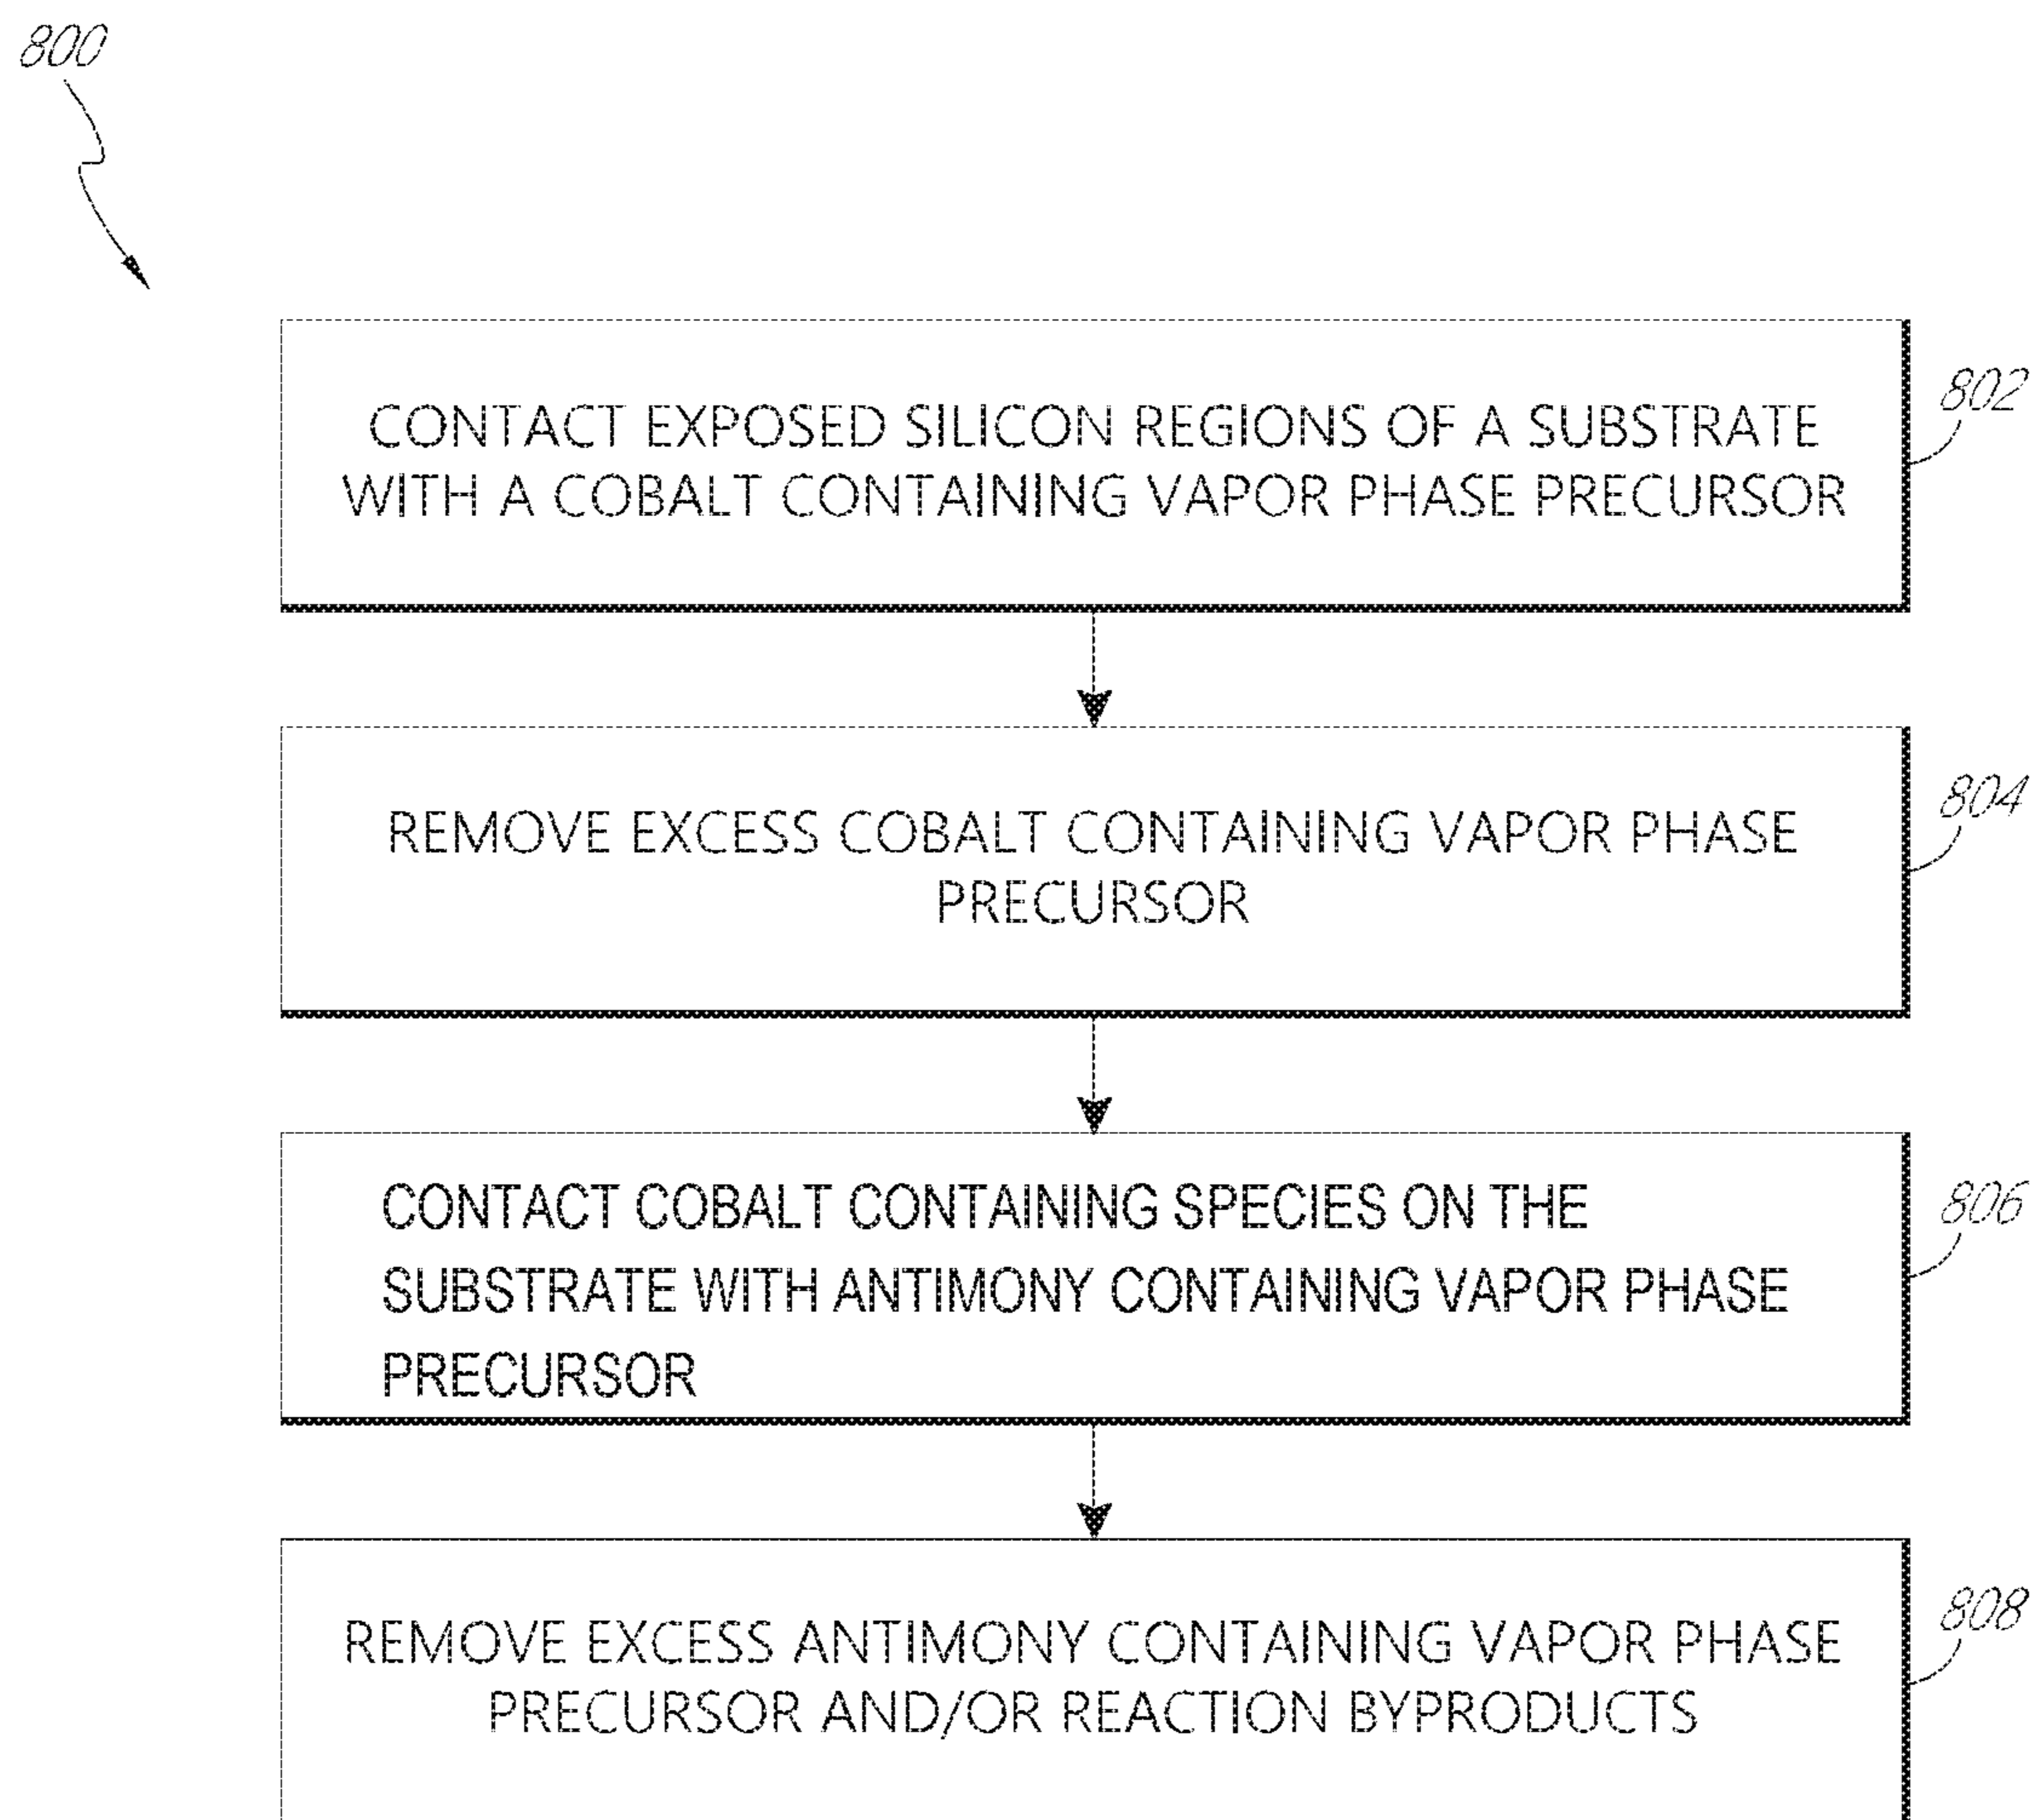 800
CONTACT EXPOSED SILICON REGIONS OF A SUBSTRATE
WITH A COBALT CONTAINING VAPOR PHASE PRECURSOR
802
REMOVE EXCESS COBALT CONTAINING VAPOR PHASE
PRECURSOR
804
CONTACT COBALT CONTAINING SPECIES ON THE
SUBSTRATE WITH ANTIMONY CONTAINING VAPOR PHASE
PRECURSOR
806
REMOVE EXCESS ANTIMONY CONTAINING VAPOR PHASE
PRECURSOR AND/OR REACTION BYPRODUCTS
808